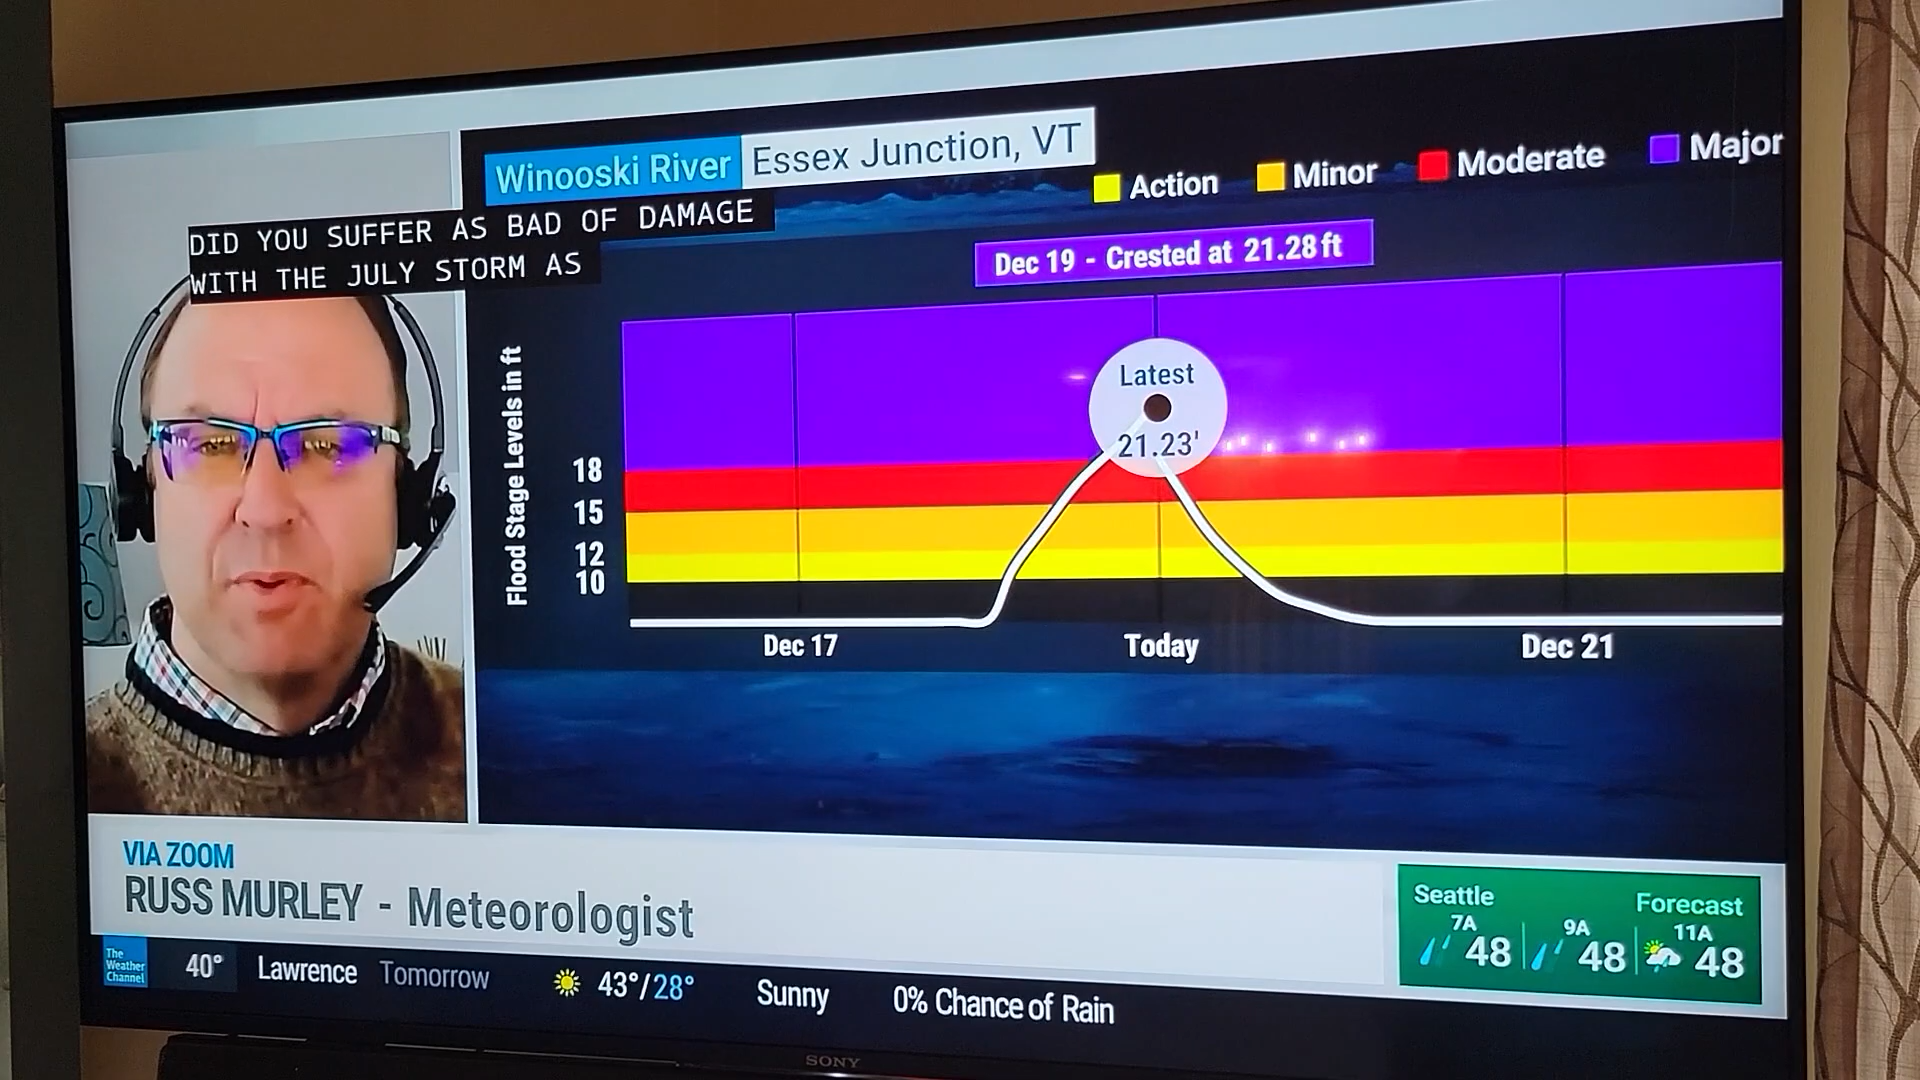 Winooski River Essex Junction, VT
Action Minor Moderate Major
DID YOU SUFFER AS BAD OF DAMAGE
WITH THE JULY STORM AS
Dec 19 - Crested at 21.28 ft
Flood Stage Levels in ft
Latest
21.23'
18
15
12
10
Dec 17 Today Dec 21
VIA ZOOM
RUSS MURLEY - Meteorologist
Seattle Forecast
7A 9A 11A
48 48 48
The
Weather
Channel
40° Lawrence Tomorrow 43°/28° Sunny 0% Chance of Rain
SONY